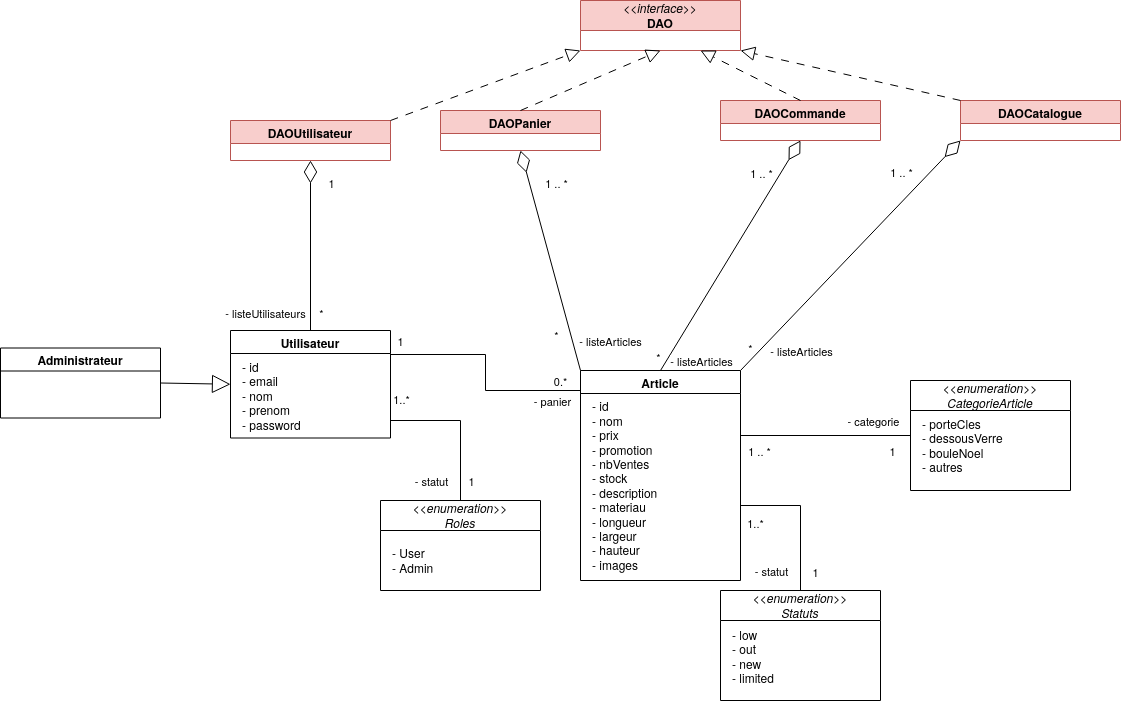 <<interface>>
DAO
DAOUtilisateur
DAOPanier
DAOCommande
DAOCatalogue
1
1 .. *
1 .. *
1 .. *
- listeUtilisateurs
*
*
- listeArticles
*
- listeArticles
*
- listeArticles
Administrateur
Utilisateur
- id
- email
- nom
- prenom
- password
1
0.*
- panier
1..*
- statut
1
<<enumeration>>
Roles
- User
- Admin
Article
- id
- nom
- prix
- promotion
- nbVentes
- stock
- description
- materiau
- longueur
- largeur
- hauteur
- images
- categorie
1 .. *
1
<<enumeration>>
CategorieArticle
- porteCles
- dessousVerre
- bouleNoel
- autres
1..*
- statut
1
<<enumeration>>
Statuts
- low
- out
- new
- limited